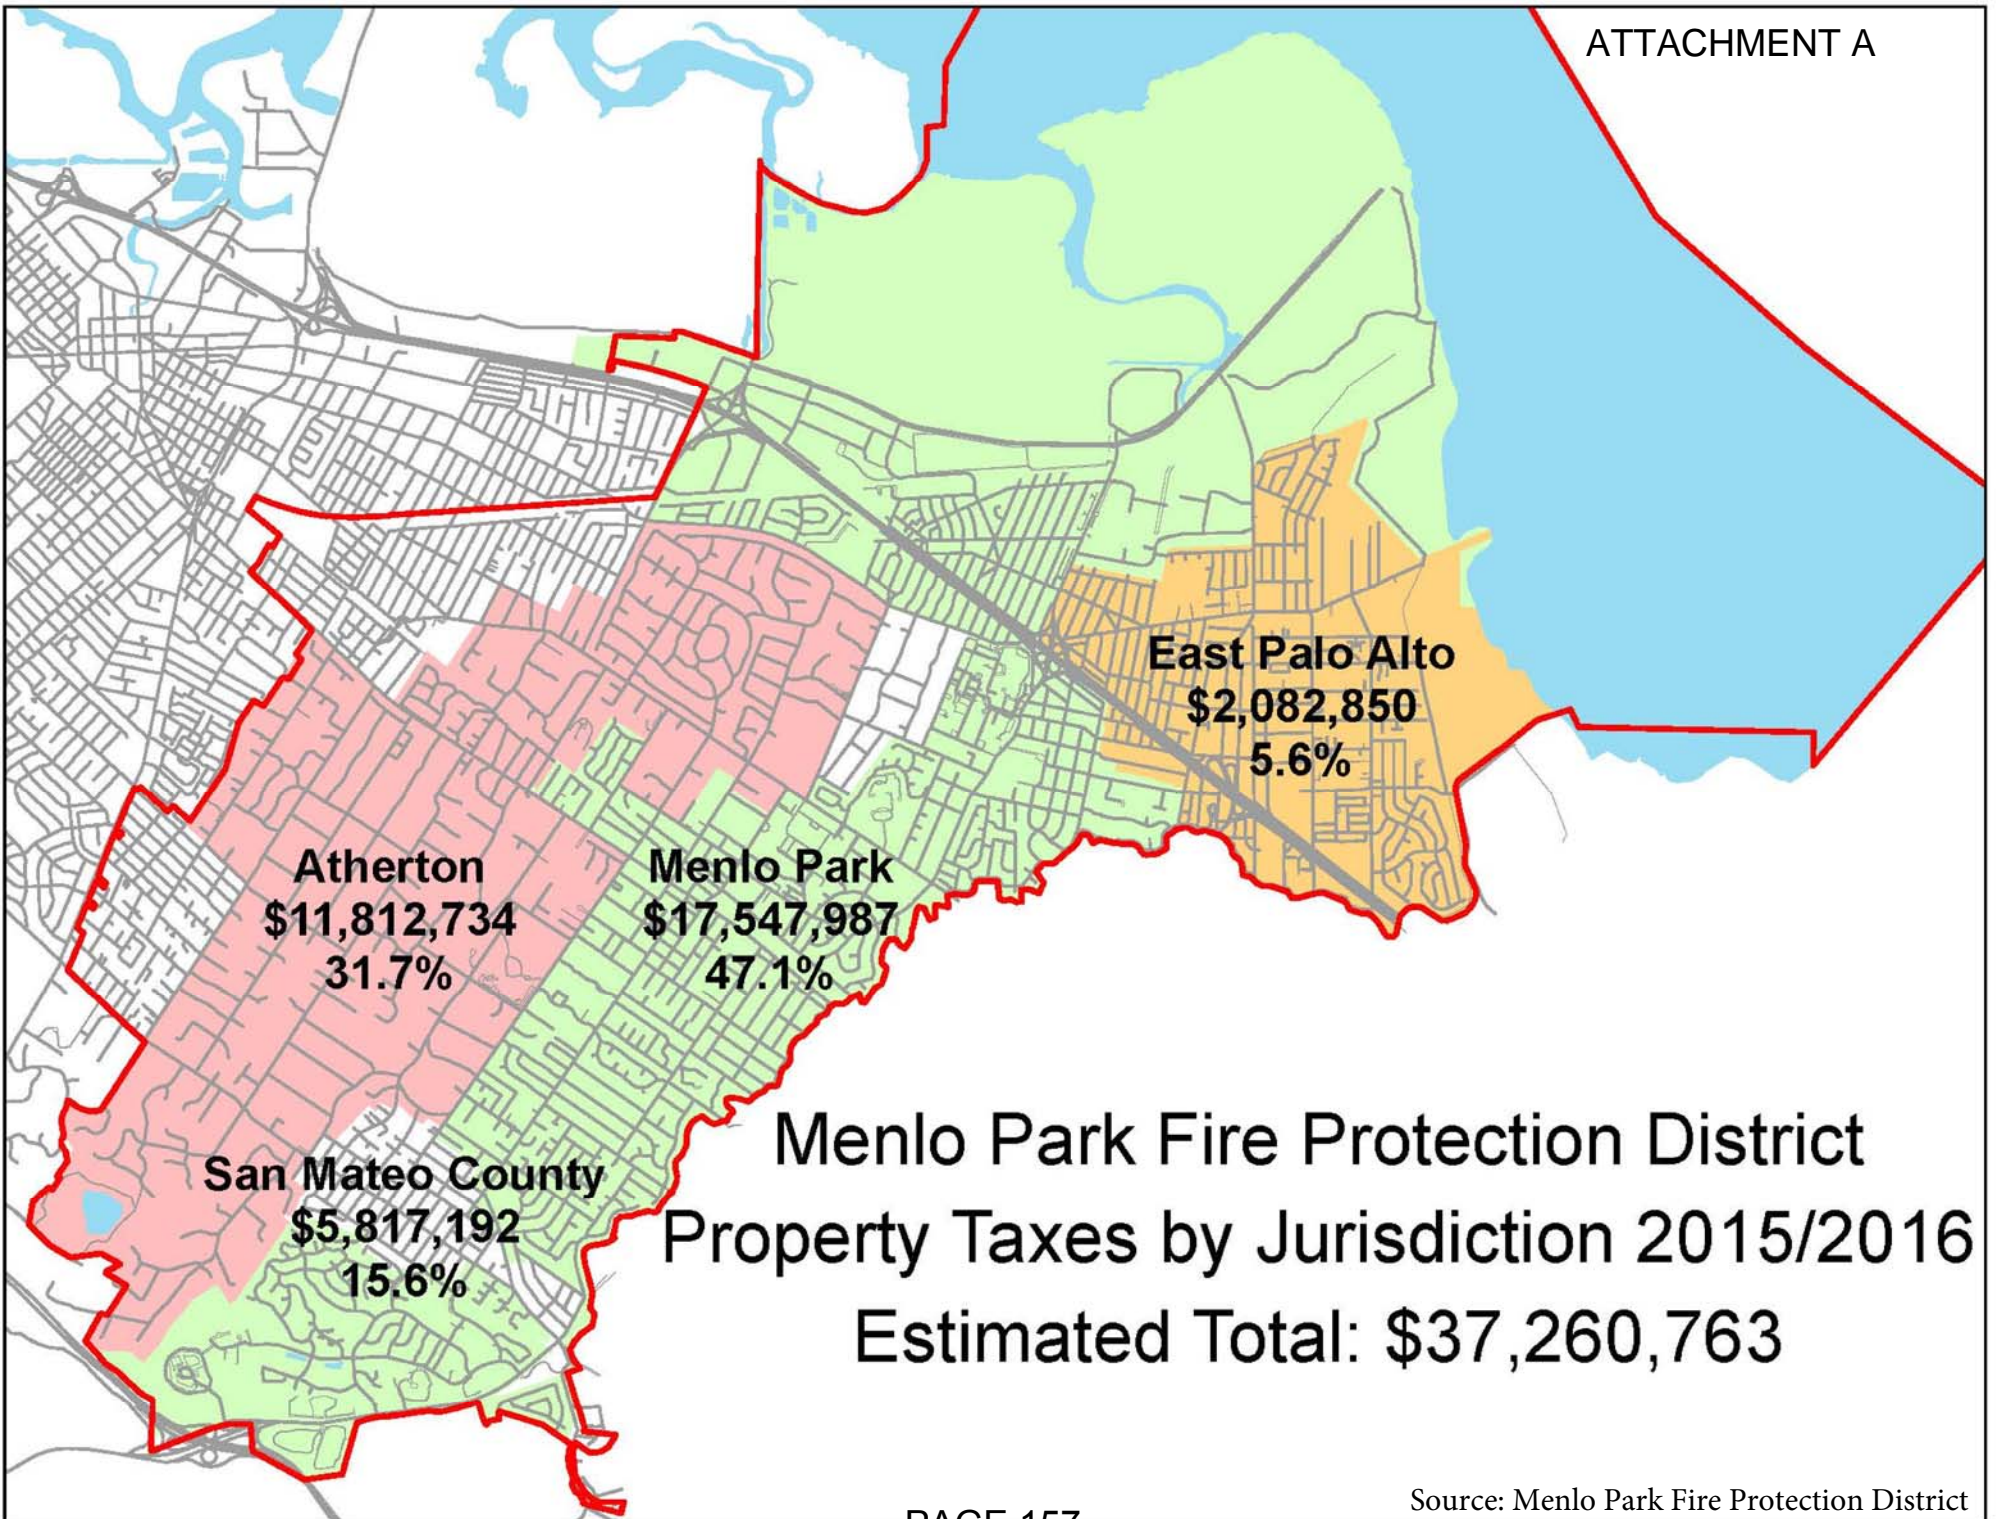 ATTACHMENT A
East Palo Alto
$2,082,850
5.6%
Atherton
$11,812,734
31.7%
Menlo Park
$17,547,987
47.1%
San Mateo County
$5,817,192
15.6%
Menlo Park Fire Protection District
Property Taxes by Jurisdiction 2015/2016
Estimated Total: $37,260,763
Source: Menlo Park Fire Protection District
PAGE 157